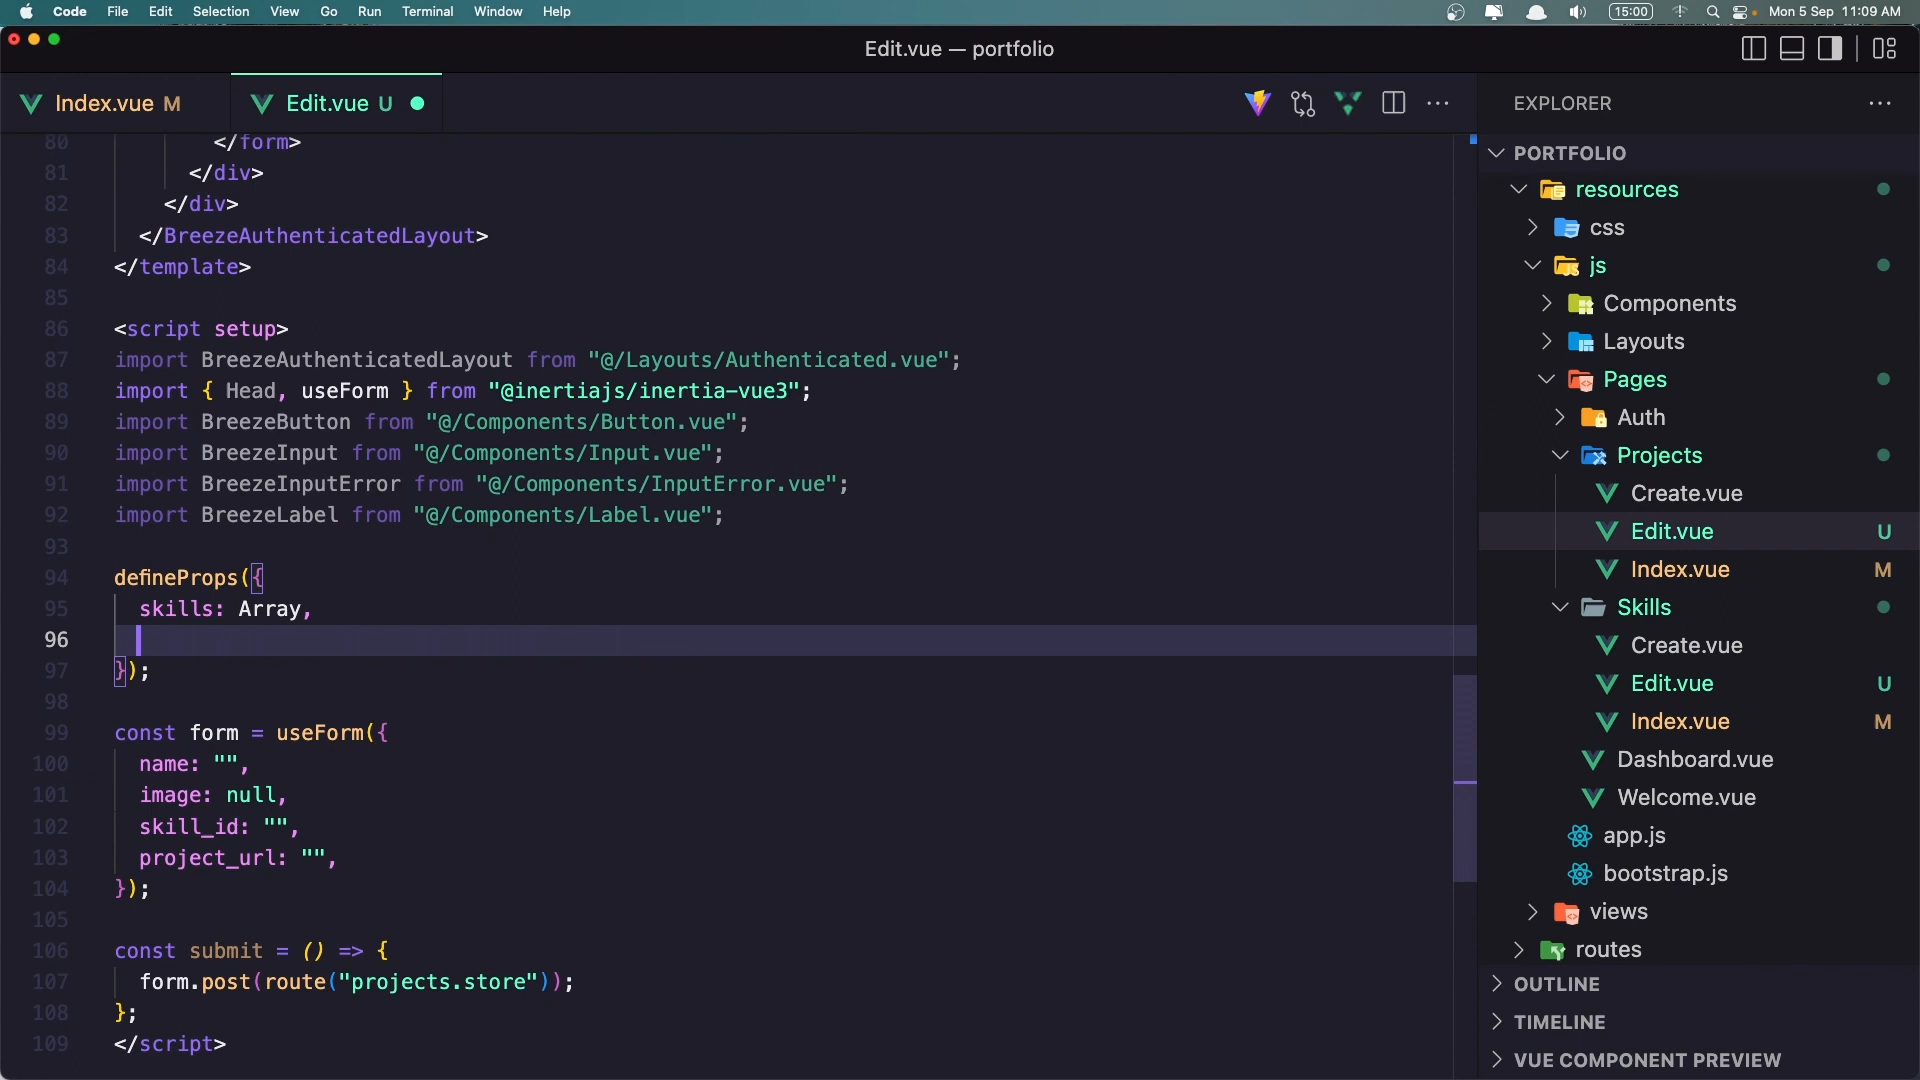 Code File Edit Selection View Go Run Terminal Window Help 15:00 Mon 5 Sep 11:09 AM
Edit.vue — portfolio
Index.vue M Edit.vue U
EXPLORER
80 </form>
81 </div>
82 </div>
83 </BreezeAuthenticatedLayout>
84 </template>
85
86 <script setup>
87 import BreezeAuthenticatedLayout from "@/Layouts/Authenticated.vue";
88 import { Head, useForm } from "@inertiajs/inertia-vue3";
89 import BreezeButton from "@/Components/Button.vue";
90 import BreezeInput from "@/Components/Input.vue";
91 import BreezeInputError from "@/Components/InputError.vue";
92 import BreezeLabel from "@/Components/Label.vue";
93
94 defineProps({
95 skills: Array,
96
97 });
98
99 const form = useForm({
100 name: "",
101 image: null,
102 skill_id: "",
103 project_url: "",
104 });
105
106 const submit = () => {
107 form.post(route("projects.store"));
108 };
109 </script>
PORTFOLIO
resources
css
js
Components
Layouts
Pages
Auth
Projects
Create.vue
Edit.vue U
Index.vue M
Skills
Create.vue
Edit.vue U
Index.vue M
Dashboard.vue
Welcome.vue
app.js
bootstrap.js
views
routes
OUTLINE
TIMELINE
VUE COMPONENT PREVIEW